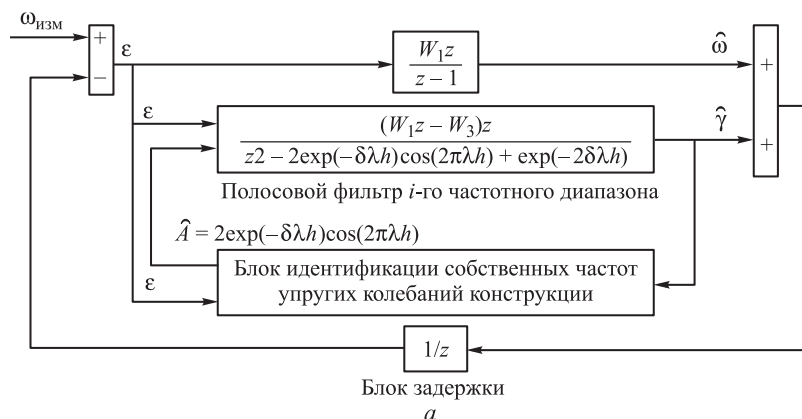 ω_изм
+
−
ε
W₁z
z − 1
ω̂
+
+
ε
(W₁z − W₃)z
z2 − 2exp(−δλh)cos(2πλh) + exp(−2δλh)
γ̂
Полосовой фильтр i-го частотного диапазона
Â = 2exp(−δλh)cos(2πλh)
ε
Блок идентификации собственных частот
упругих колебаний конструкции
1/z
Блок задержки
а